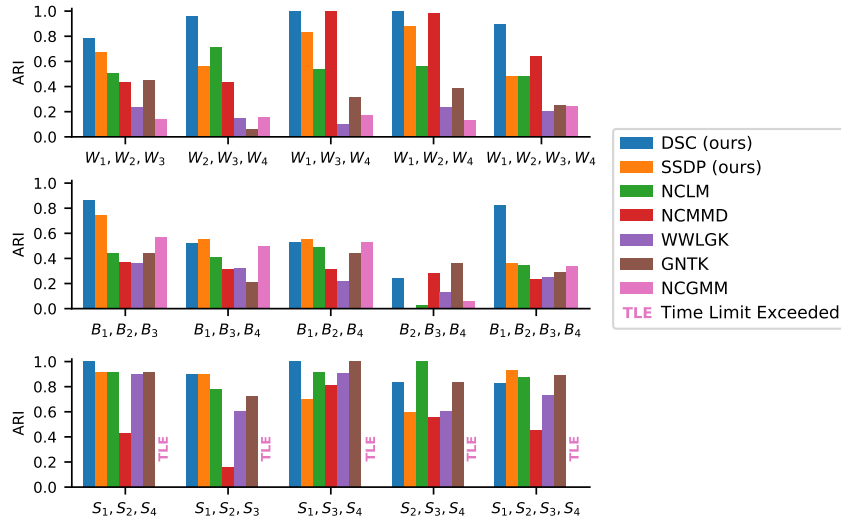 1.0
0.8
0.6
0.4
0.2
0.0
ARI
W1, W2, W3
W2, W3, W4
W1, W3, W4
W1, W2, W4
W1, W2, W3, W4
1.0
0.8
0.6
0.4
0.2
0.0
ARI
B1, B2, B3
B1, B3, B4
B1, B2, B4
B2, B3, B4
B1, B2, B3, B4
1.0
0.8
0.6
0.4
0.2
0.0
ARI
TLE
TLE
TLE
TLE
TLE
S1, S2, S4
S1, S2, S3
S1, S3, S4
S2, S3, S4
S1, S2, S3, S4
DSC (ours)
SSDP (ours)
NCLM
NCMMD
WWLGK
GNTK
NCGMM
TLE Time Limit Exceeded